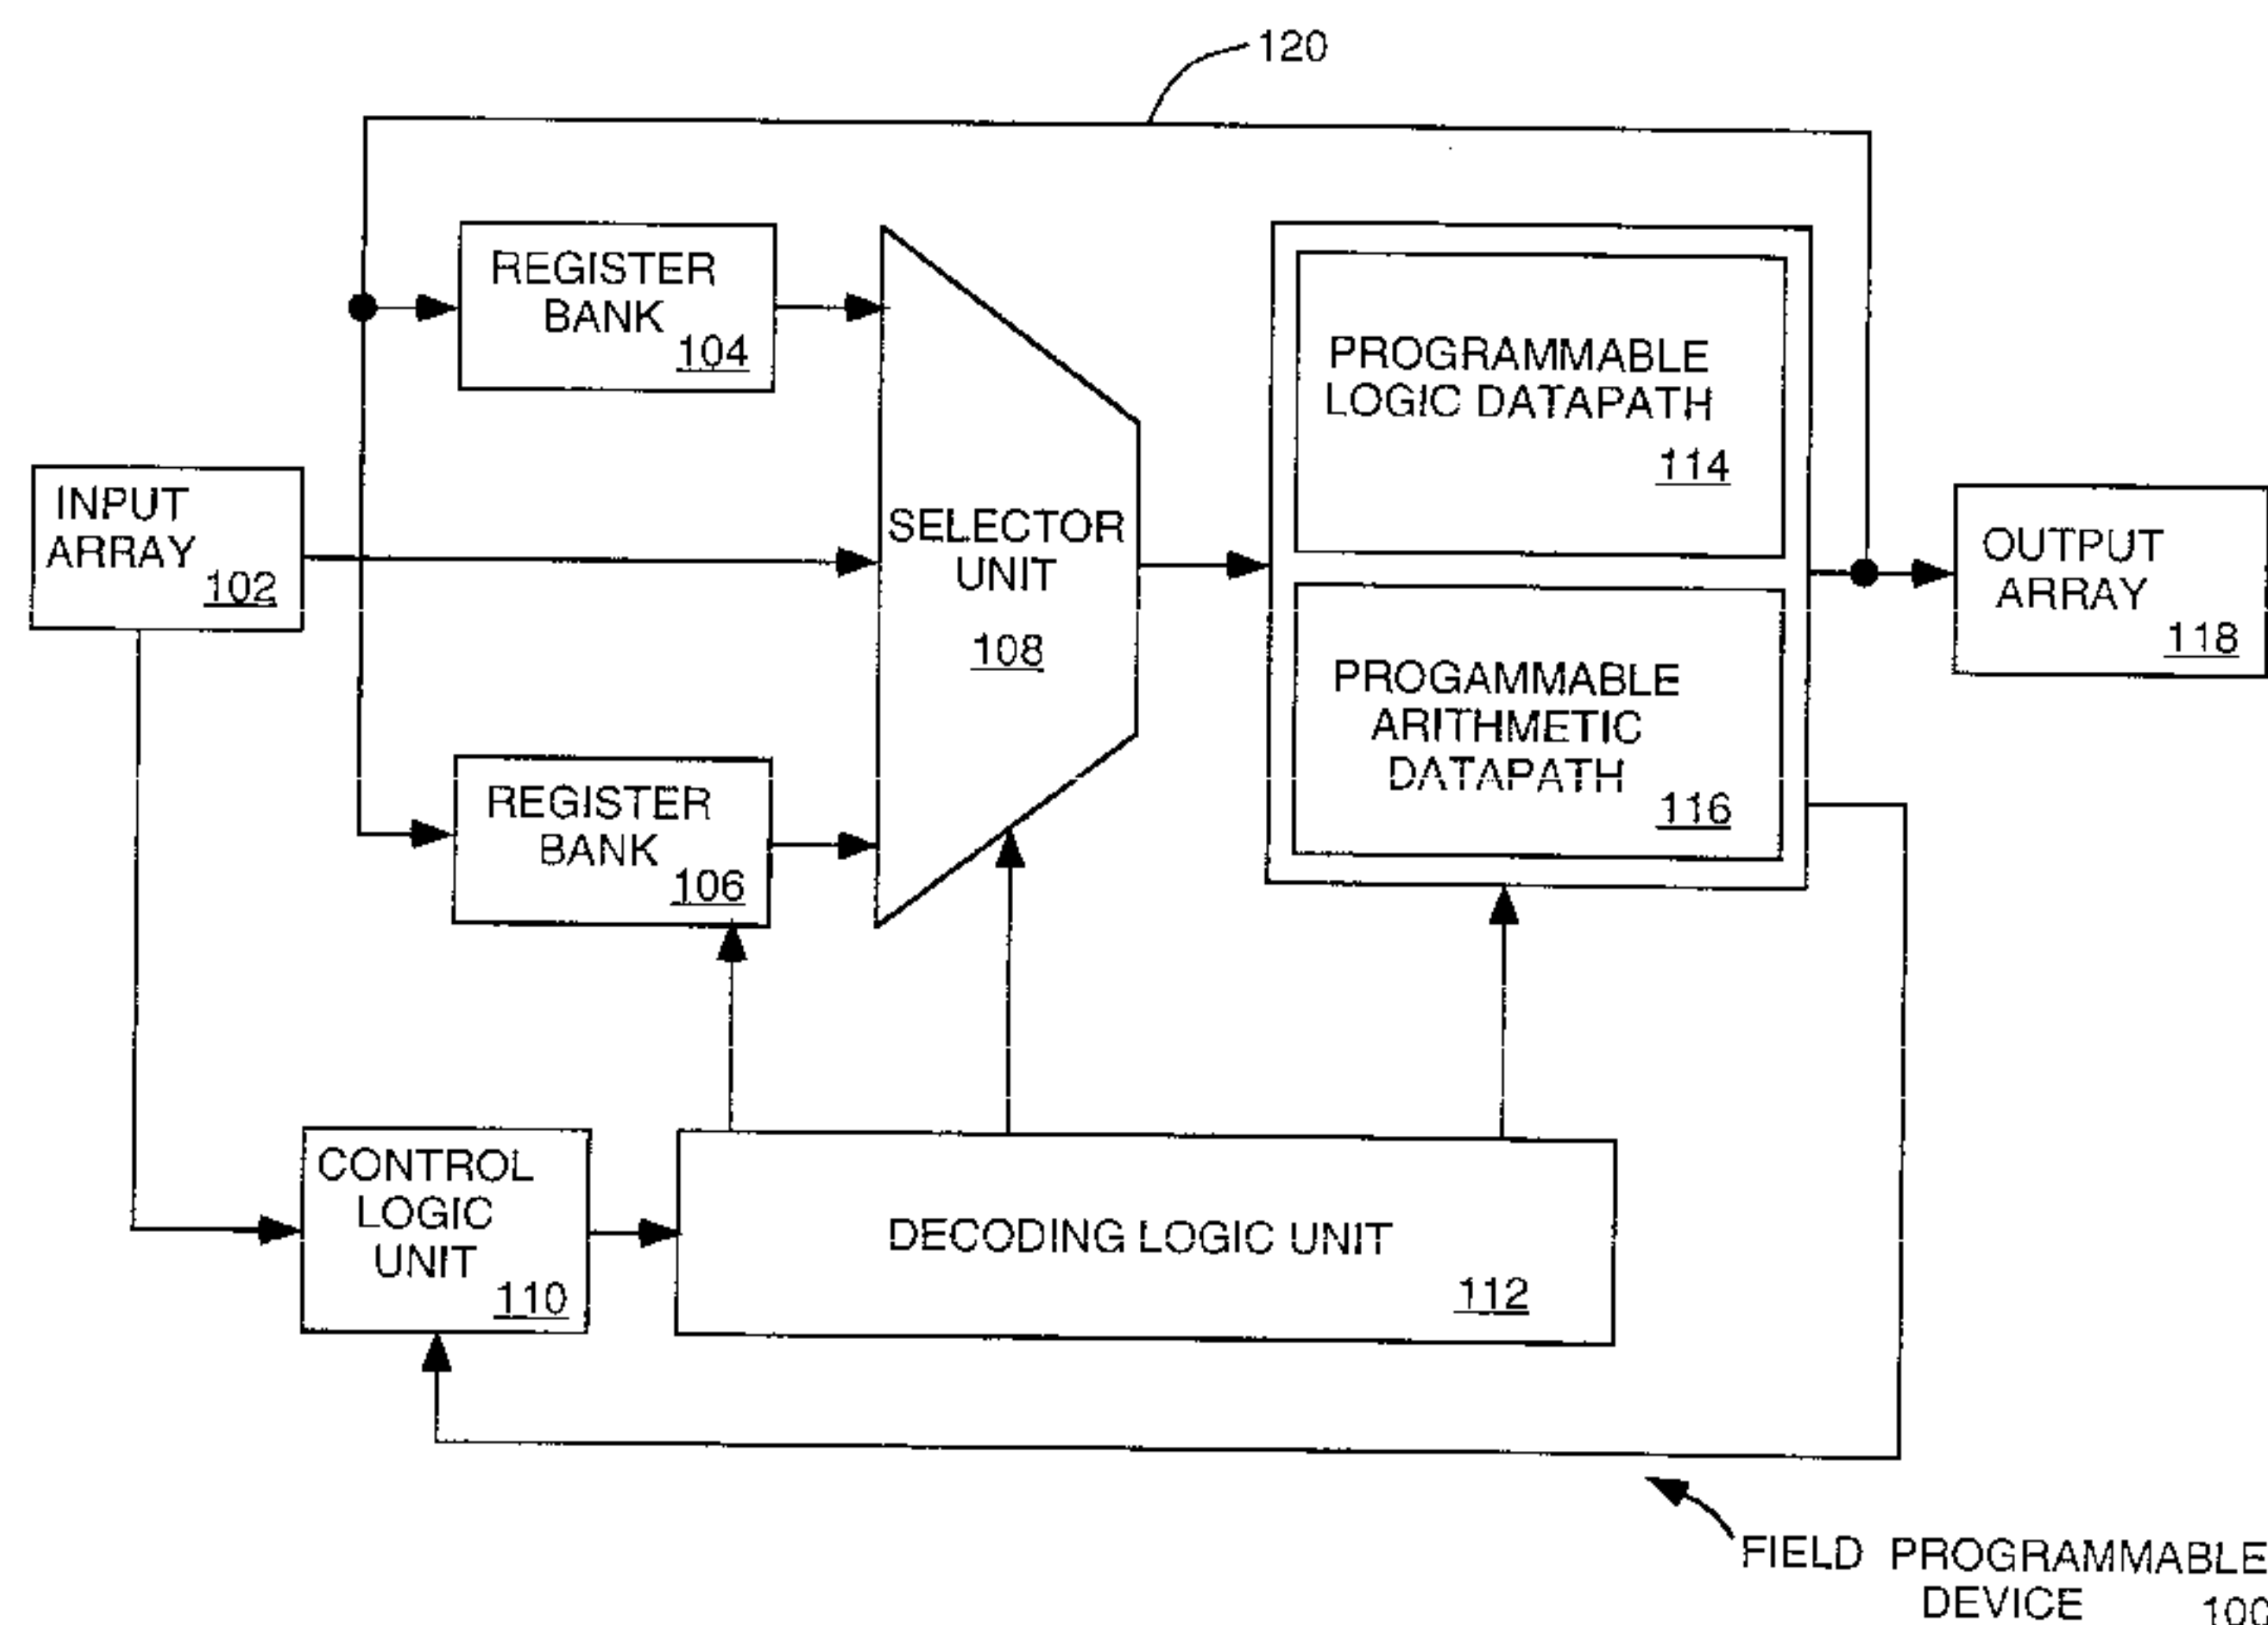 120
REGISTER
BANK
104
PROGRAMMABLE
LOGIC DATAPATH
114
INPUT
ARRAY
102
SELECTOR
UNIT
108
OUTPUT
ARRAY
118
PROGAMMABLE
ARITHMETIC
DATAPATH
116
REGISTER
BANK
106
CONTROL
LOGIC
UNIT
110
DECODING LOGIC UNIT
112
FIELD PROGRAMMABLE
DEVICE 100